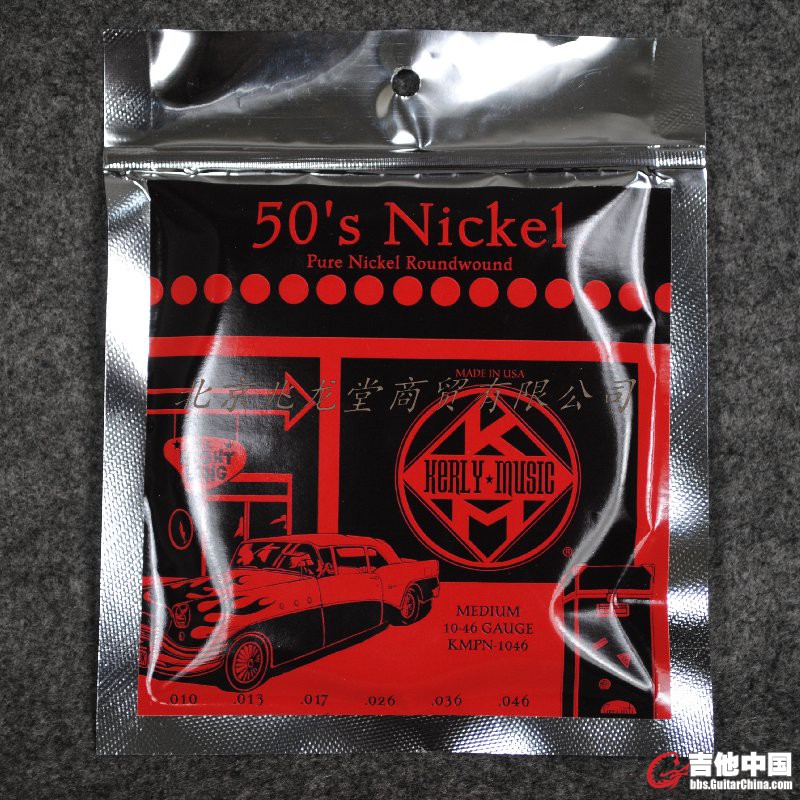 50's Nickel
Pure Nickel Roundwound
MADE IN USA
北京化龙堂商贸有限公司
K
KERLY★MUSIC
M
®
MEDIUM
10-46 GAUGE
KMPN-1046
.010 .013 .017 .026 .036 .046
吉他中国
bbs.GuitarChina.com